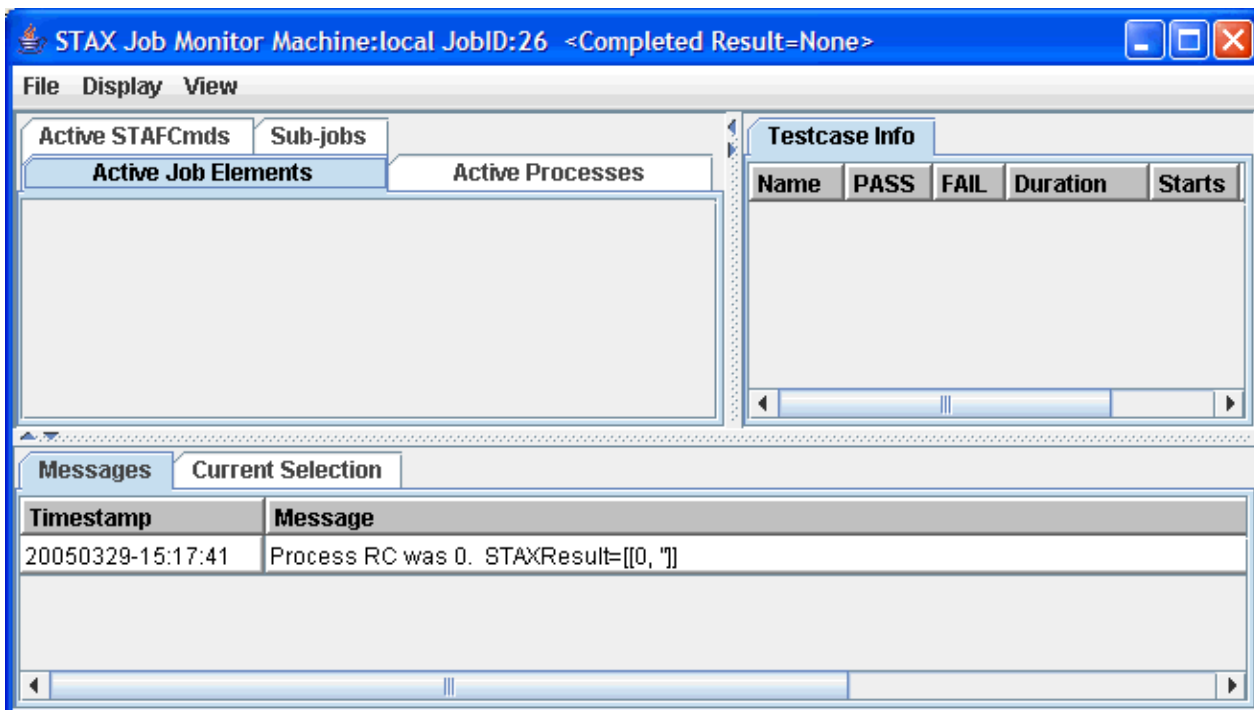 STAX Job Monitor Machine:local JobID:26 <Completed Result=None>
File Display View
Active STAFCmds Sub-jobs
Active Job Elements Active Processes
Testcase Info
Name PASS FAIL Duration Starts
Messages Current Selection
Timestamp Message
20050329-15:17:41 Process RC was 0. STAXResult=[[0, '']]